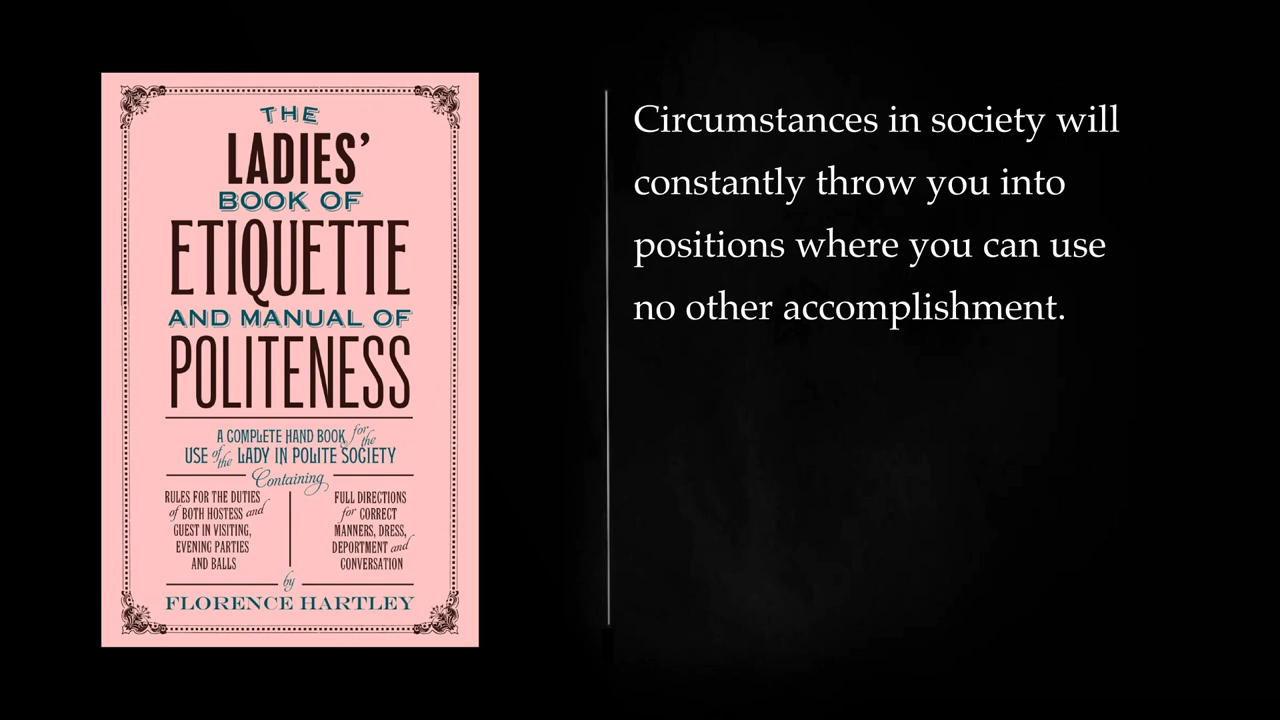 THE
LADIES'
BOOK OF
ETIQUETTE
AND MANUAL OF
POLITENESS
A COMPLETE HAND BOOK for the
USE of the LADY IN POLITE SOCIETY
Containing
RULES FOR THE DUTIES
of BOTH HOSTESS and
GUEST IN VISITING,
EVENING PARTIES
AND BALLS
FULL DIRECTIONS
for CORRECT
MANNERS, DRESS,
DEPORTMENT and
CONVERSATION
by
FLORENCE HARTLEY
Circumstances in society will
constantly throw you into
positions where you can use
no other accomplishment.